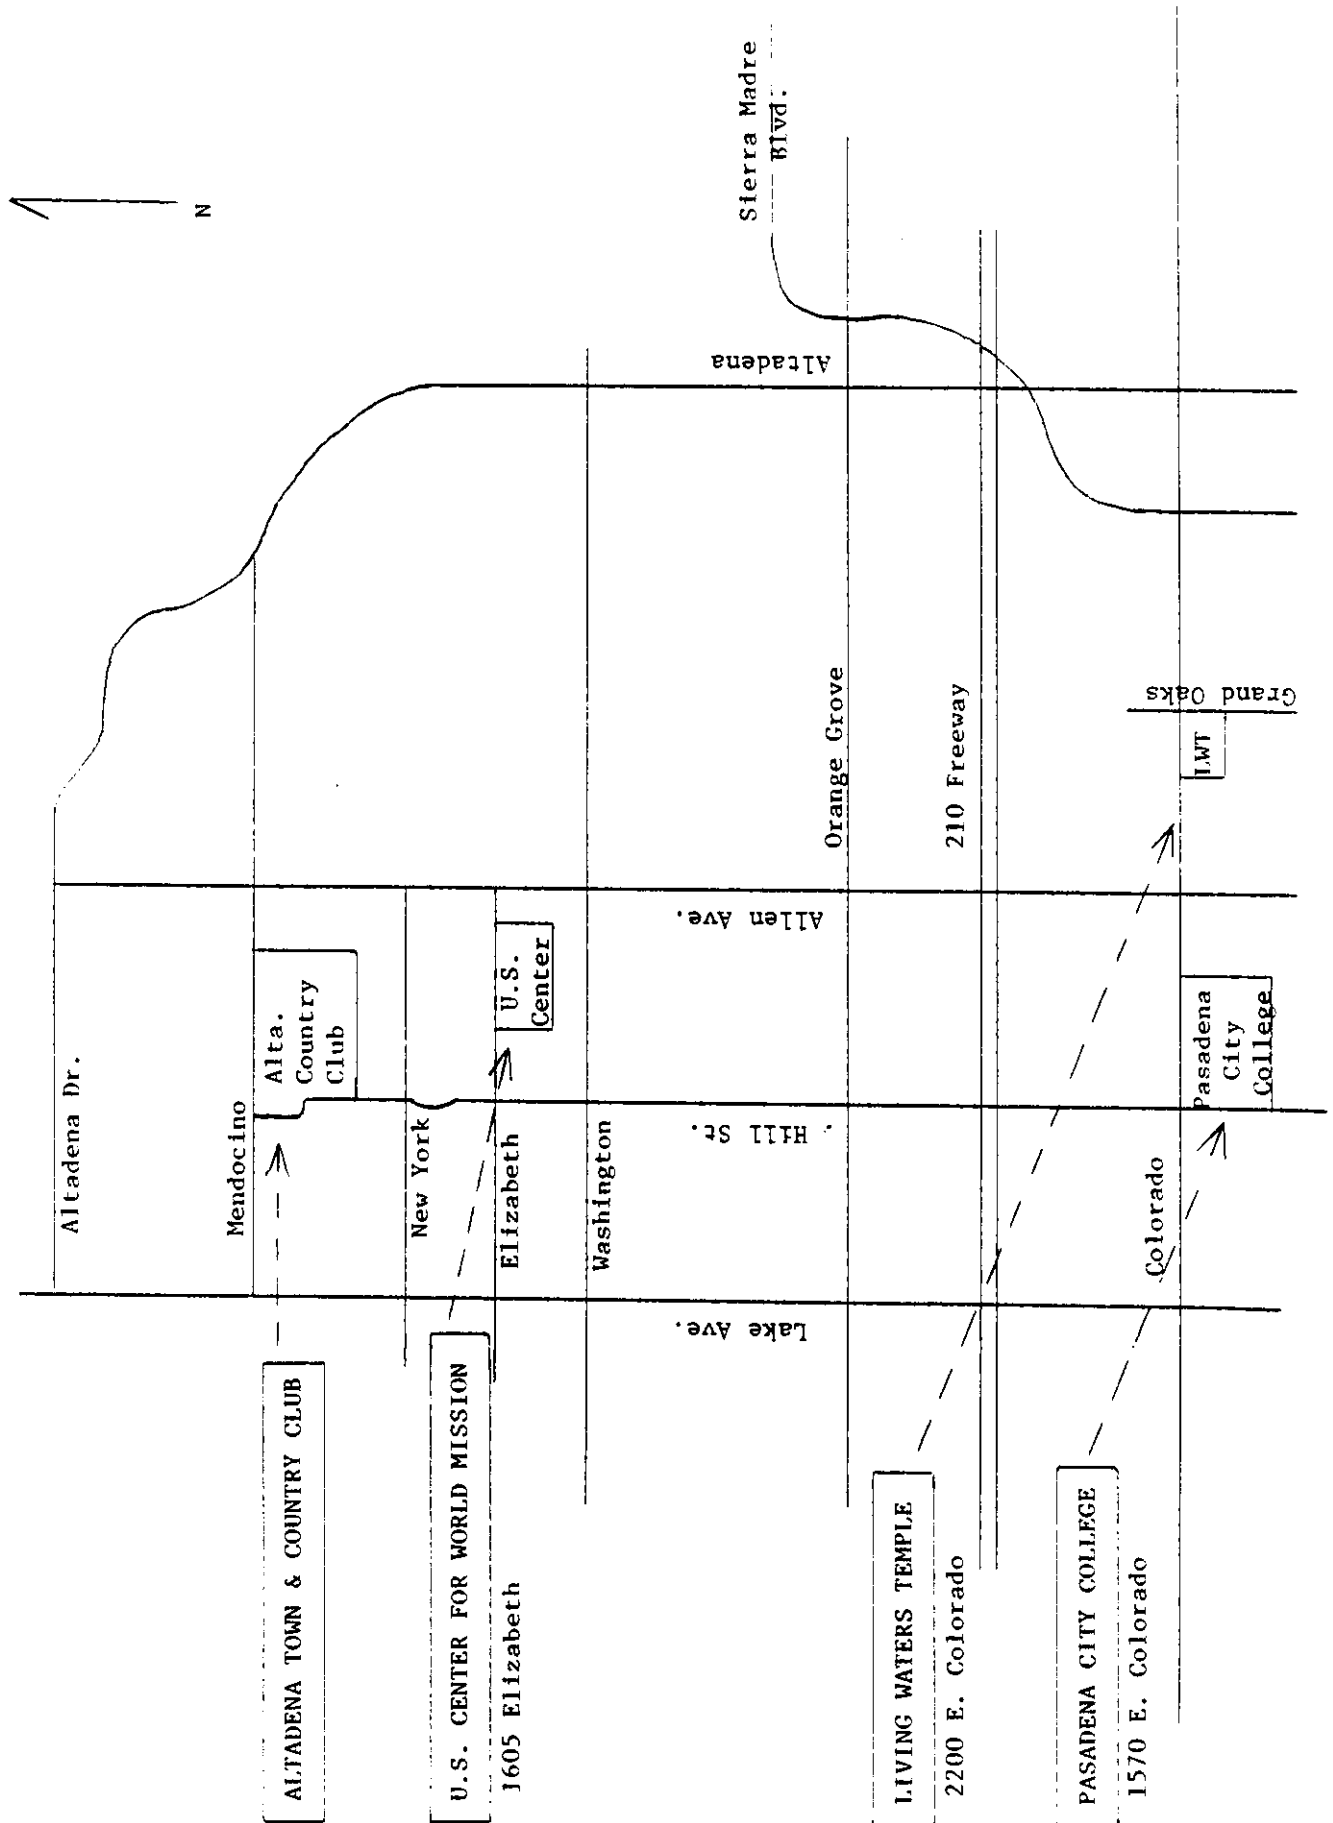 N
Sierra Madre
Blvd.
Altadena Dr.
Mendocino
Alta.
Country
Club
New York
U.S.
Center
Elizabeth
Washington
Altadena
Orange Grove
210 Freeway
Allen Ave.
Hill St.
Lake Ave.
Grand Oaks
LWT
Pasadena
City
College
Colorado
ALTADENA TOWN & COUNTRY CLUB
U.S. CENTER FOR WORLD MISSION
1605 Elizabeth
LIVING WATERS TEMPLE
2200 E. Colorado
PASADENA CITY COLLEGE
1570 E. Colorado